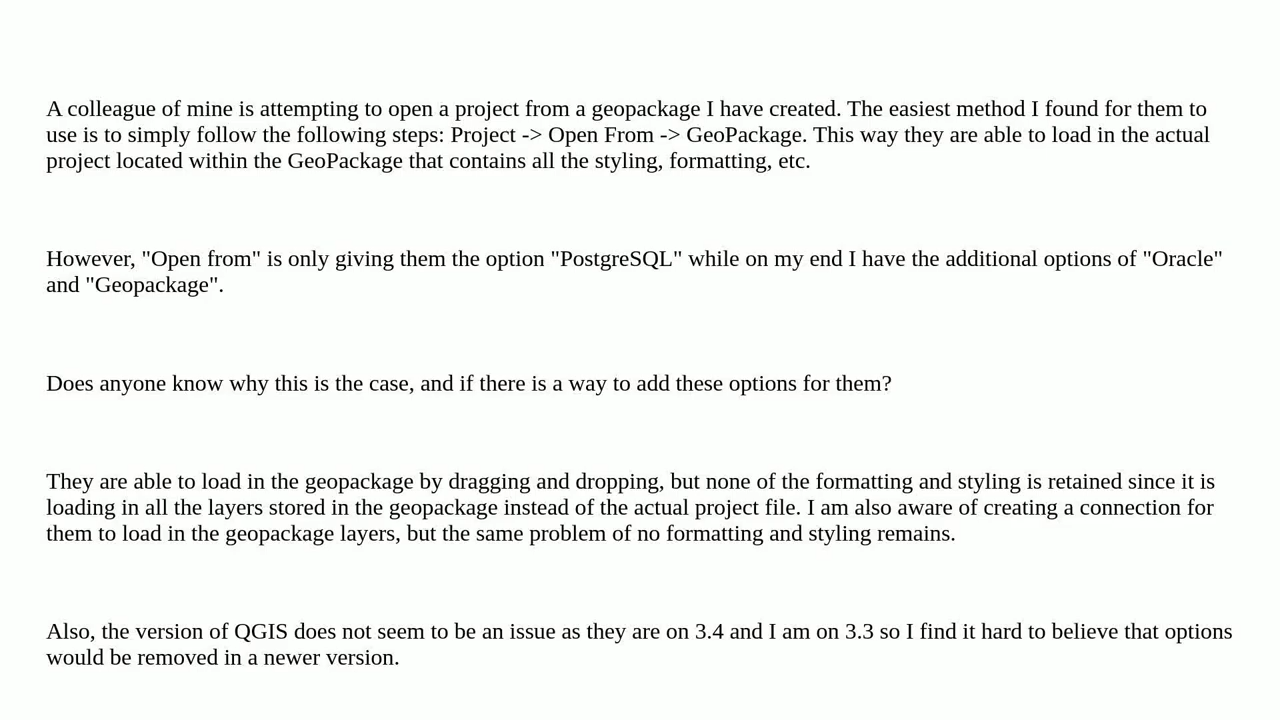 A colleague of mine is attempting to open a project from a geopackage I have created. The easiest method I found for them to
use is to simply follow the following steps: Project -> Open From -> GeoPackage. This way they are able to load in the actual
project located within the GeoPackage that contains all the styling, formatting, etc.
However, "Open from" is only giving them the option "PostgreSQL" while on my end I have the additional options of "Oracle"
and "Geopackage".
Does anyone know why this is the case, and if there is a way to add these options for them?
They are able to load in the geopackage by dragging and dropping, but none of the formatting and styling is retained since it is
loading in all the layers stored in the geopackage instead of the actual project file. I am also aware of creating a connection for
them to load in the geopackage layers, but the same problem of no formatting and styling remains.
Also, the version of QGIS does not seem to be an issue as they are on 3.4 and I am on 3.3 so I find it hard to believe that options
would be removed in a newer version.